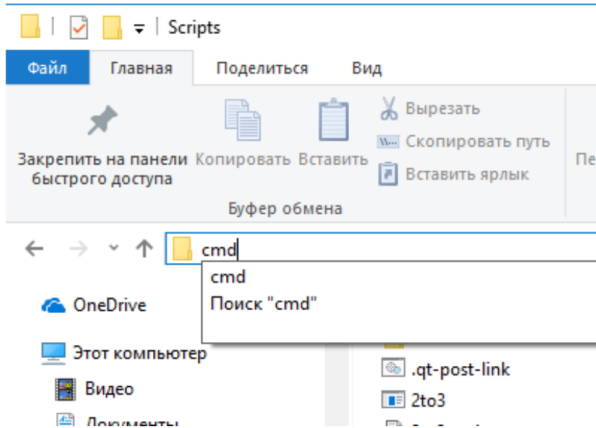 Scripts
Файл Главная Поделиться Вид
Закрепить на панели
быстрого доступа
Копировать
Вставить
Вырезать
Скопировать путь
Вставить ярлык
Буфер обмена
cmd
cmd
Поиск "cmd"
OneDrive
Этот компьютер
Видео
Документы
.qt-post-link
2to3